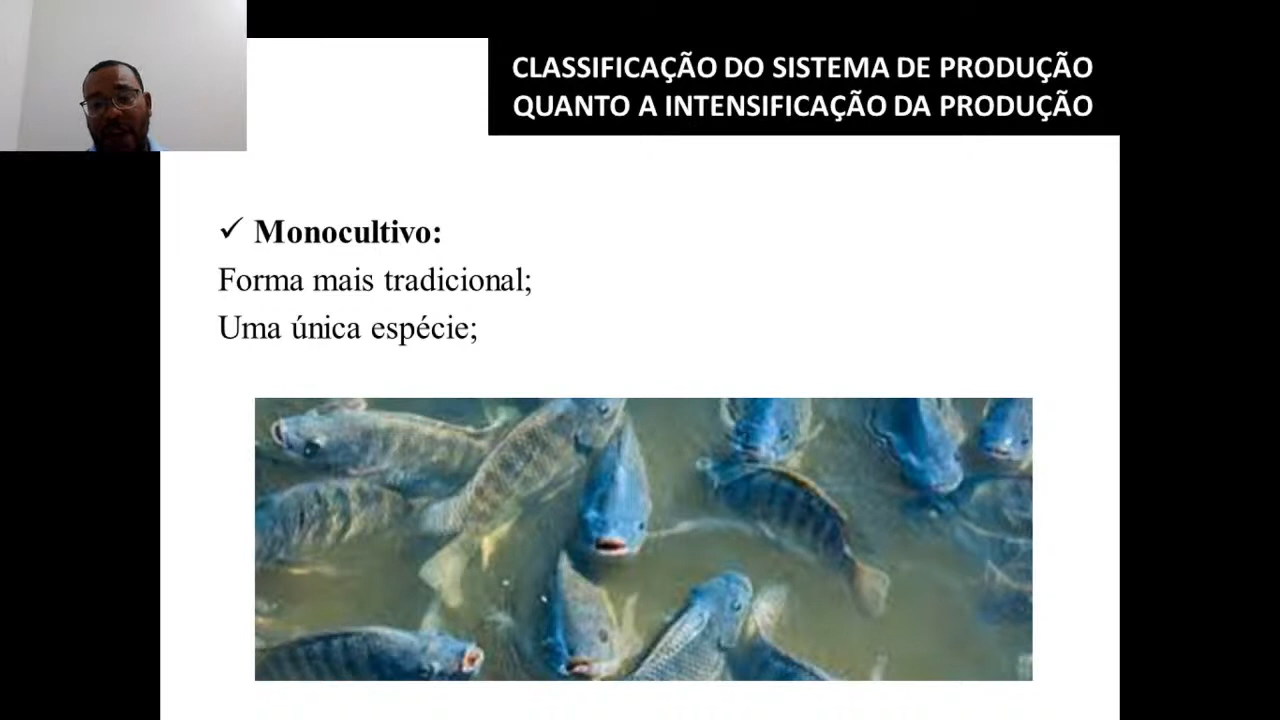 CLASSIFICAÇÃO DO SISTEMA DE PRODUÇÃO
QUANTO A INTENSIFICAÇÃO DA PRODUÇÃO
✓ Monocultivo:
Forma mais tradicional;
Uma única espécie;